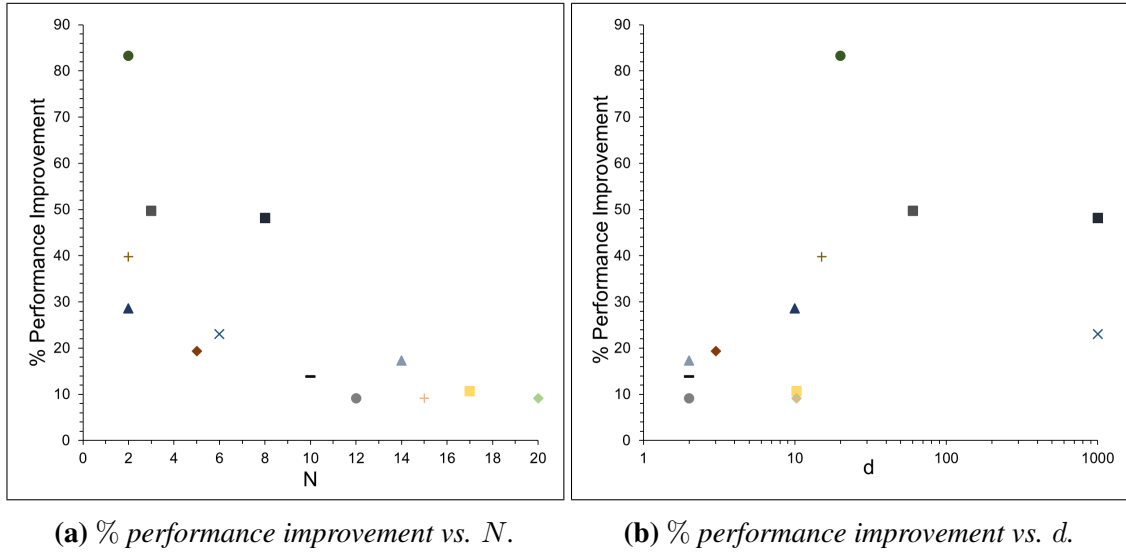 90
80
70
60
50
40
30
20
10
0
% Performance Improvement
0 2 4 6 8 10 12 14 16 18 20
N
90
80
70
60
50
40
30
20
10
0
% Performance Improvement
1 10 100 1000
d
(a) % performance improvement vs. N.
(b) % performance improvement vs. d.